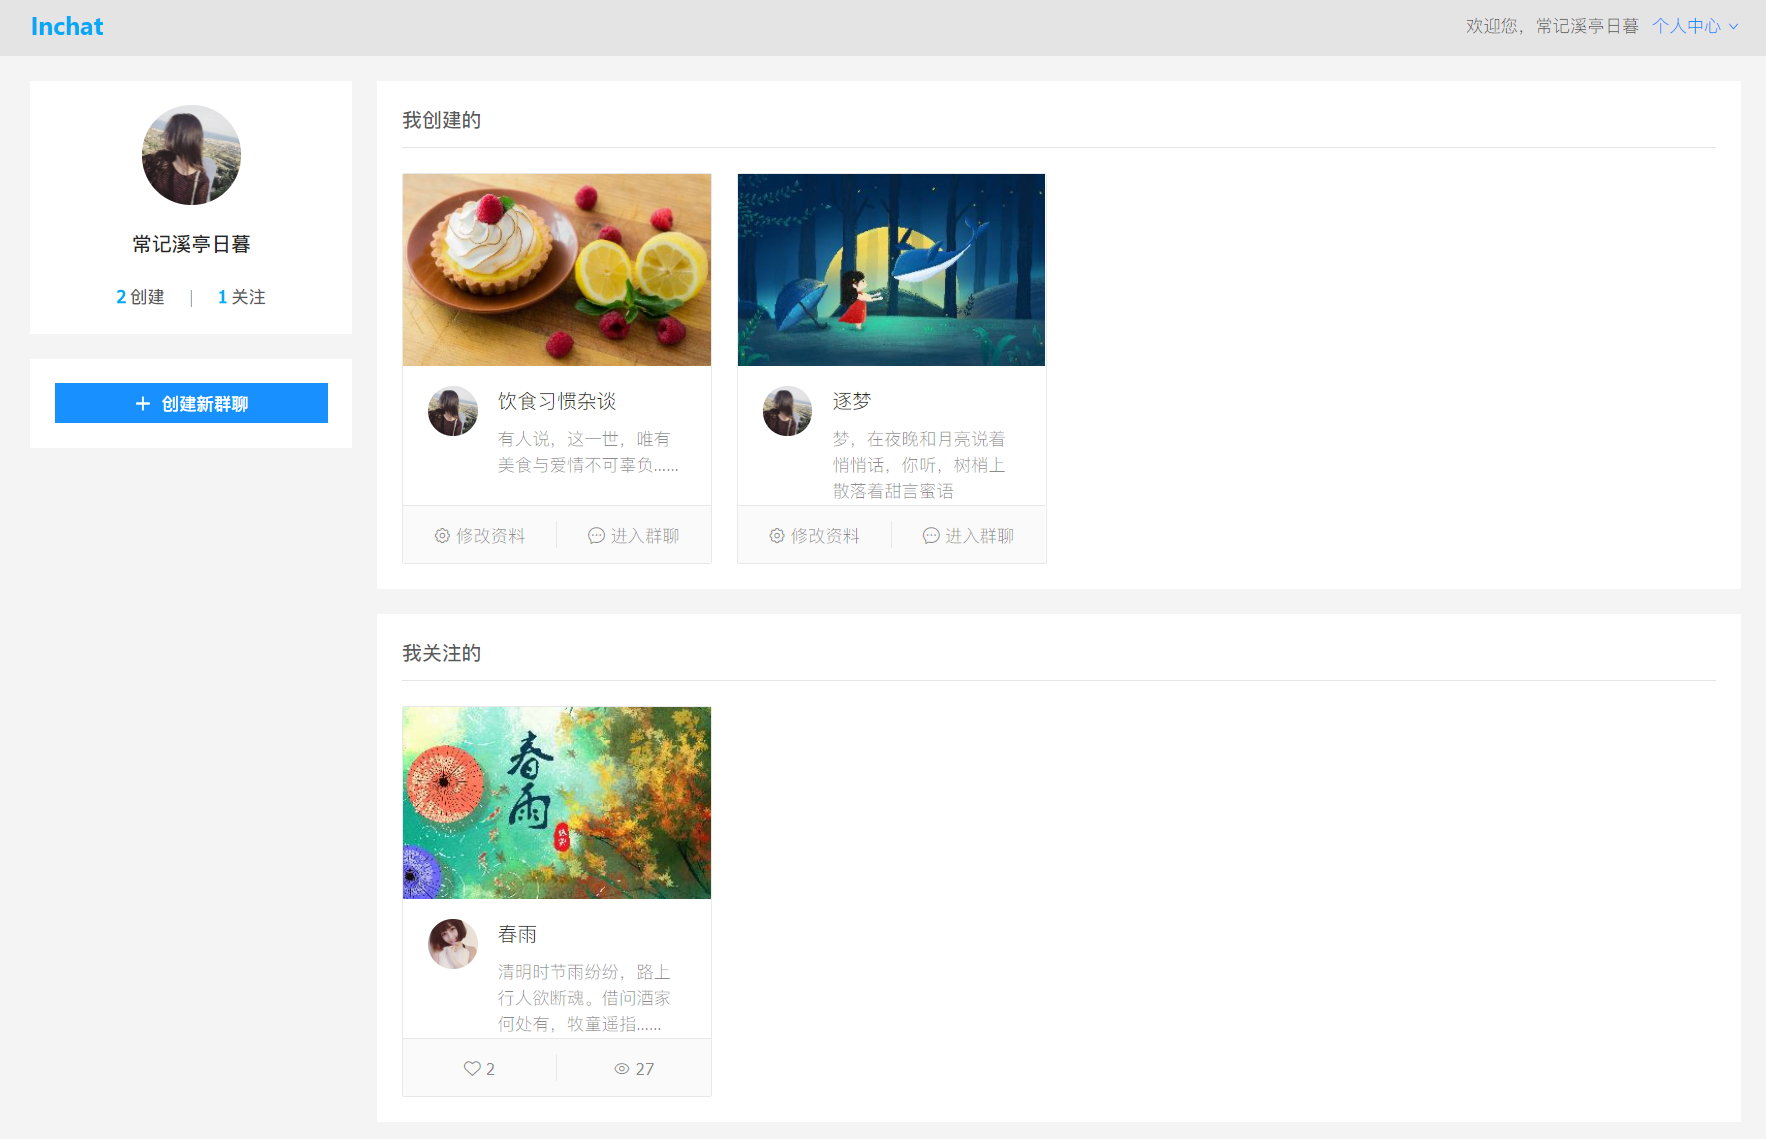 Inchat
欢迎您，常记溪亭日暮 个人中心
常记溪亭日暮
2 创建 | 1 关注
+ 创建新群聊
我创建的
饮食习惯杂谈
有人说，这一世，唯有
美食与爱情不可辜负......
修改资料 进入群聊
逐梦
梦，在夜晚和月亮说着
悄悄话，你听，树梢上
散落着甜言蜜语
修改资料 进入群聊
我关注的
春雨
春雨
清明时节雨纷纷，路上
行人欲断魂。借问酒家
何处有，牧童遥指......
2 27